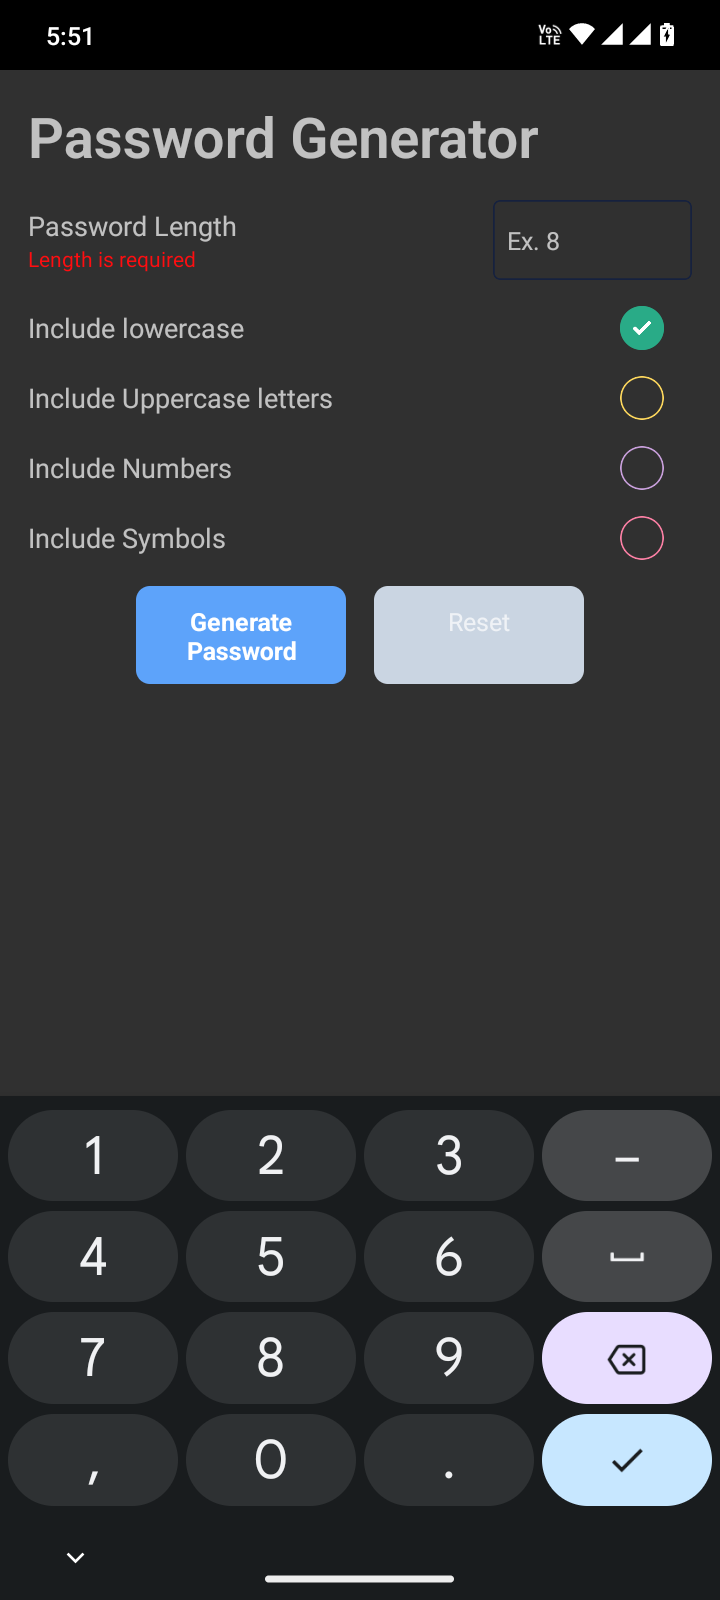 5:51
Vo LTE
Password Generator
Password Length
Length is required
Ex. 8
Include lowercase
Include Uppercase letters
Include Numbers
Include Symbols
Generate
Password
Reset
1 2 3 –
4 5 6
7 8 9
, 0 .